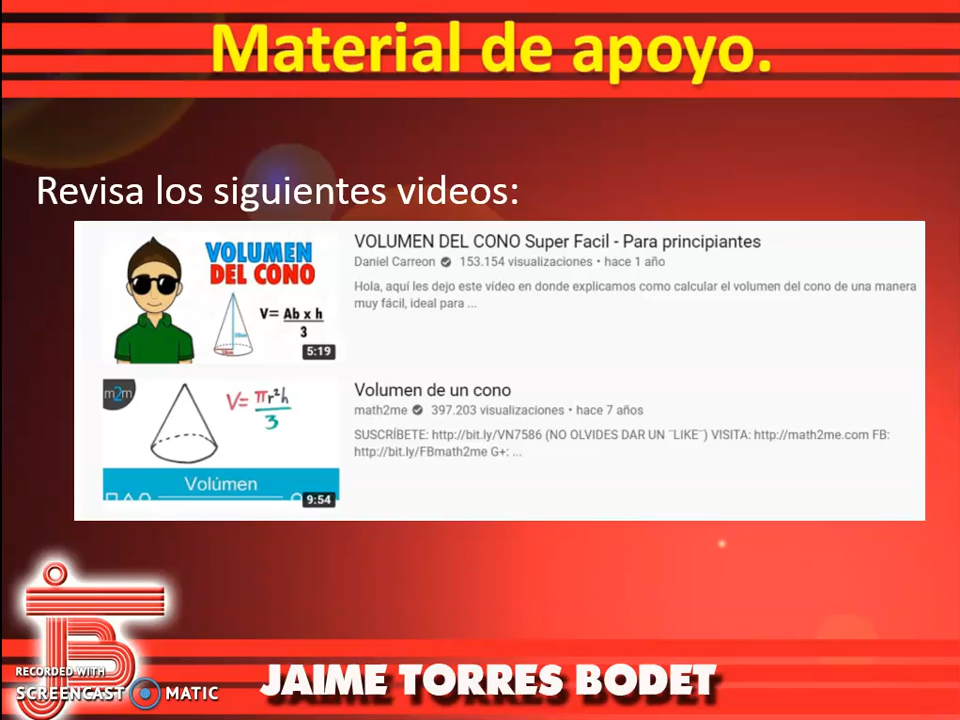 Material de apoyo.
Revisa los siguientes videos:
VOLUMEN
DEL CONO
V= Ab x h
3
5:19
VOLUMEN DEL CONO Super Facil - Para principiantes
Daniel Carreon 153.154 visualizaciones • hace 1 año
Hola, aquí les dejo este vídeo en donde explicamos como calcular el volumen del cono de una manera
muy fácil, ideal para ...
m2m
V= πr²h
3
Volúmen
9:54
Volumen de un cono
math2me 397.203 visualizaciones • hace 7 años
SUSCRÍBETE: http://bit.ly/VN7586 (NO OLVIDES DAR UN ¨LIKE¨) VISITA: http://math2me.com FB:
http://bit.ly/FBmath2me G+: ...
RECORDED WITH
SCREENCAST MATIC
JAIME TORRES BODET